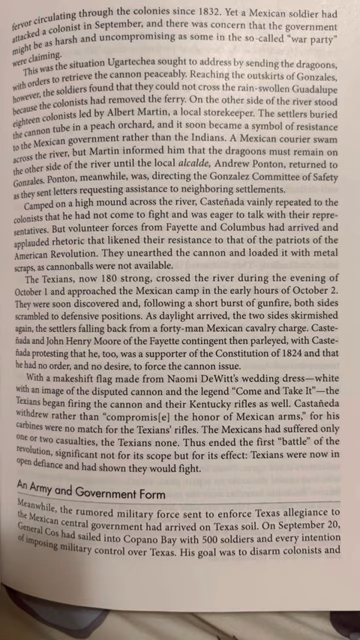 fervor circulating through the colonies since 1832. Yet a Mexican soldier had
attacked a colonist in September, and there was concern that the government
might be as harsh and uncompromising as some in the so-called "war party"
were claiming.
This was the situation Ugartechea sought to address by sending the dragoons,
with orders to retrieve the cannon peaceably. Reaching the outskirts of Gonzales,
however, the soldiers found that they could not cross the rain-swollen Guadalupe
because the colonists had removed the ferry. On the other side of the river stood
eighteen colonists led by Albert Martin, a local storekeeper. The settlers buried
the cannon tube in a peach orchard, and it soon became a symbol of resistance
to the Mexican government rather than the Indians. A Mexican courier swam
across the river, but Martin informed him that the dragoons must remain on
the other side of the river until the local alcalde, Andrew Ponton, returned to
Gonzales. Ponton, meanwhile, was, directing the Gonzalez Committee of Safety
as they sent letters requesting assistance to neighboring settlements.
Camped on a high mound across the river, Casteñada vainly repeated to the
colonists that he had not come to fight and was eager to talk with their repre-
sentatives. But volunteer forces from Fayette and Columbus had arrived and
applauded rhetoric that likened their resistance to that of the patriots of the
American Revolution. They unearthed the cannon and loaded it with metal
scraps, as cannonballs were not available.
The Texians, now 180 strong, crossed the river during the evening of
October 1 and approached the Mexican camp in the early hours of October 2.
They were soon discovered and, following a short burst of gunfire, both sides
scrambled to defensive positions. As daylight arrived, the two sides skirmished
again, the settlers falling back from a forty-man Mexican cavalry charge. Caste-
ñada and John Henry Moore of the Fayette contingent then parleyed, with Caste-
ñada protesting that he, too, was a supporter of the Constitution of 1824 and that
he had no order, and no desire, to force the cannon issue.
With a makeshift flag made from Naomi DeWitt's wedding dress—white
with an image of the disputed cannon and the legend "Come and Take It"—the
Texians began firing the cannon and their Kentucky rifles as well. Castañeda
withdrew rather than "compromis[e] the honor of Mexican arms," for his
carbines were no match for the Texians' rifles. The Mexicans had suffered only
one or two casualties, the Texians none. Thus ended the first "battle" of the
revolution, significant not for its scope but for its effect: Texians were now in
open defiance and had shown they would fight.
An Army and Government Form
Meanwhile, the rumored military force sent to enforce Texas allegiance to
the Mexican central government had arrived on Texas soil. On September 20,
General Cos had sailed into Copano Bay with 500 soldiers and every intention
of imposing military control over Texas. His goal was to disarm colonists and